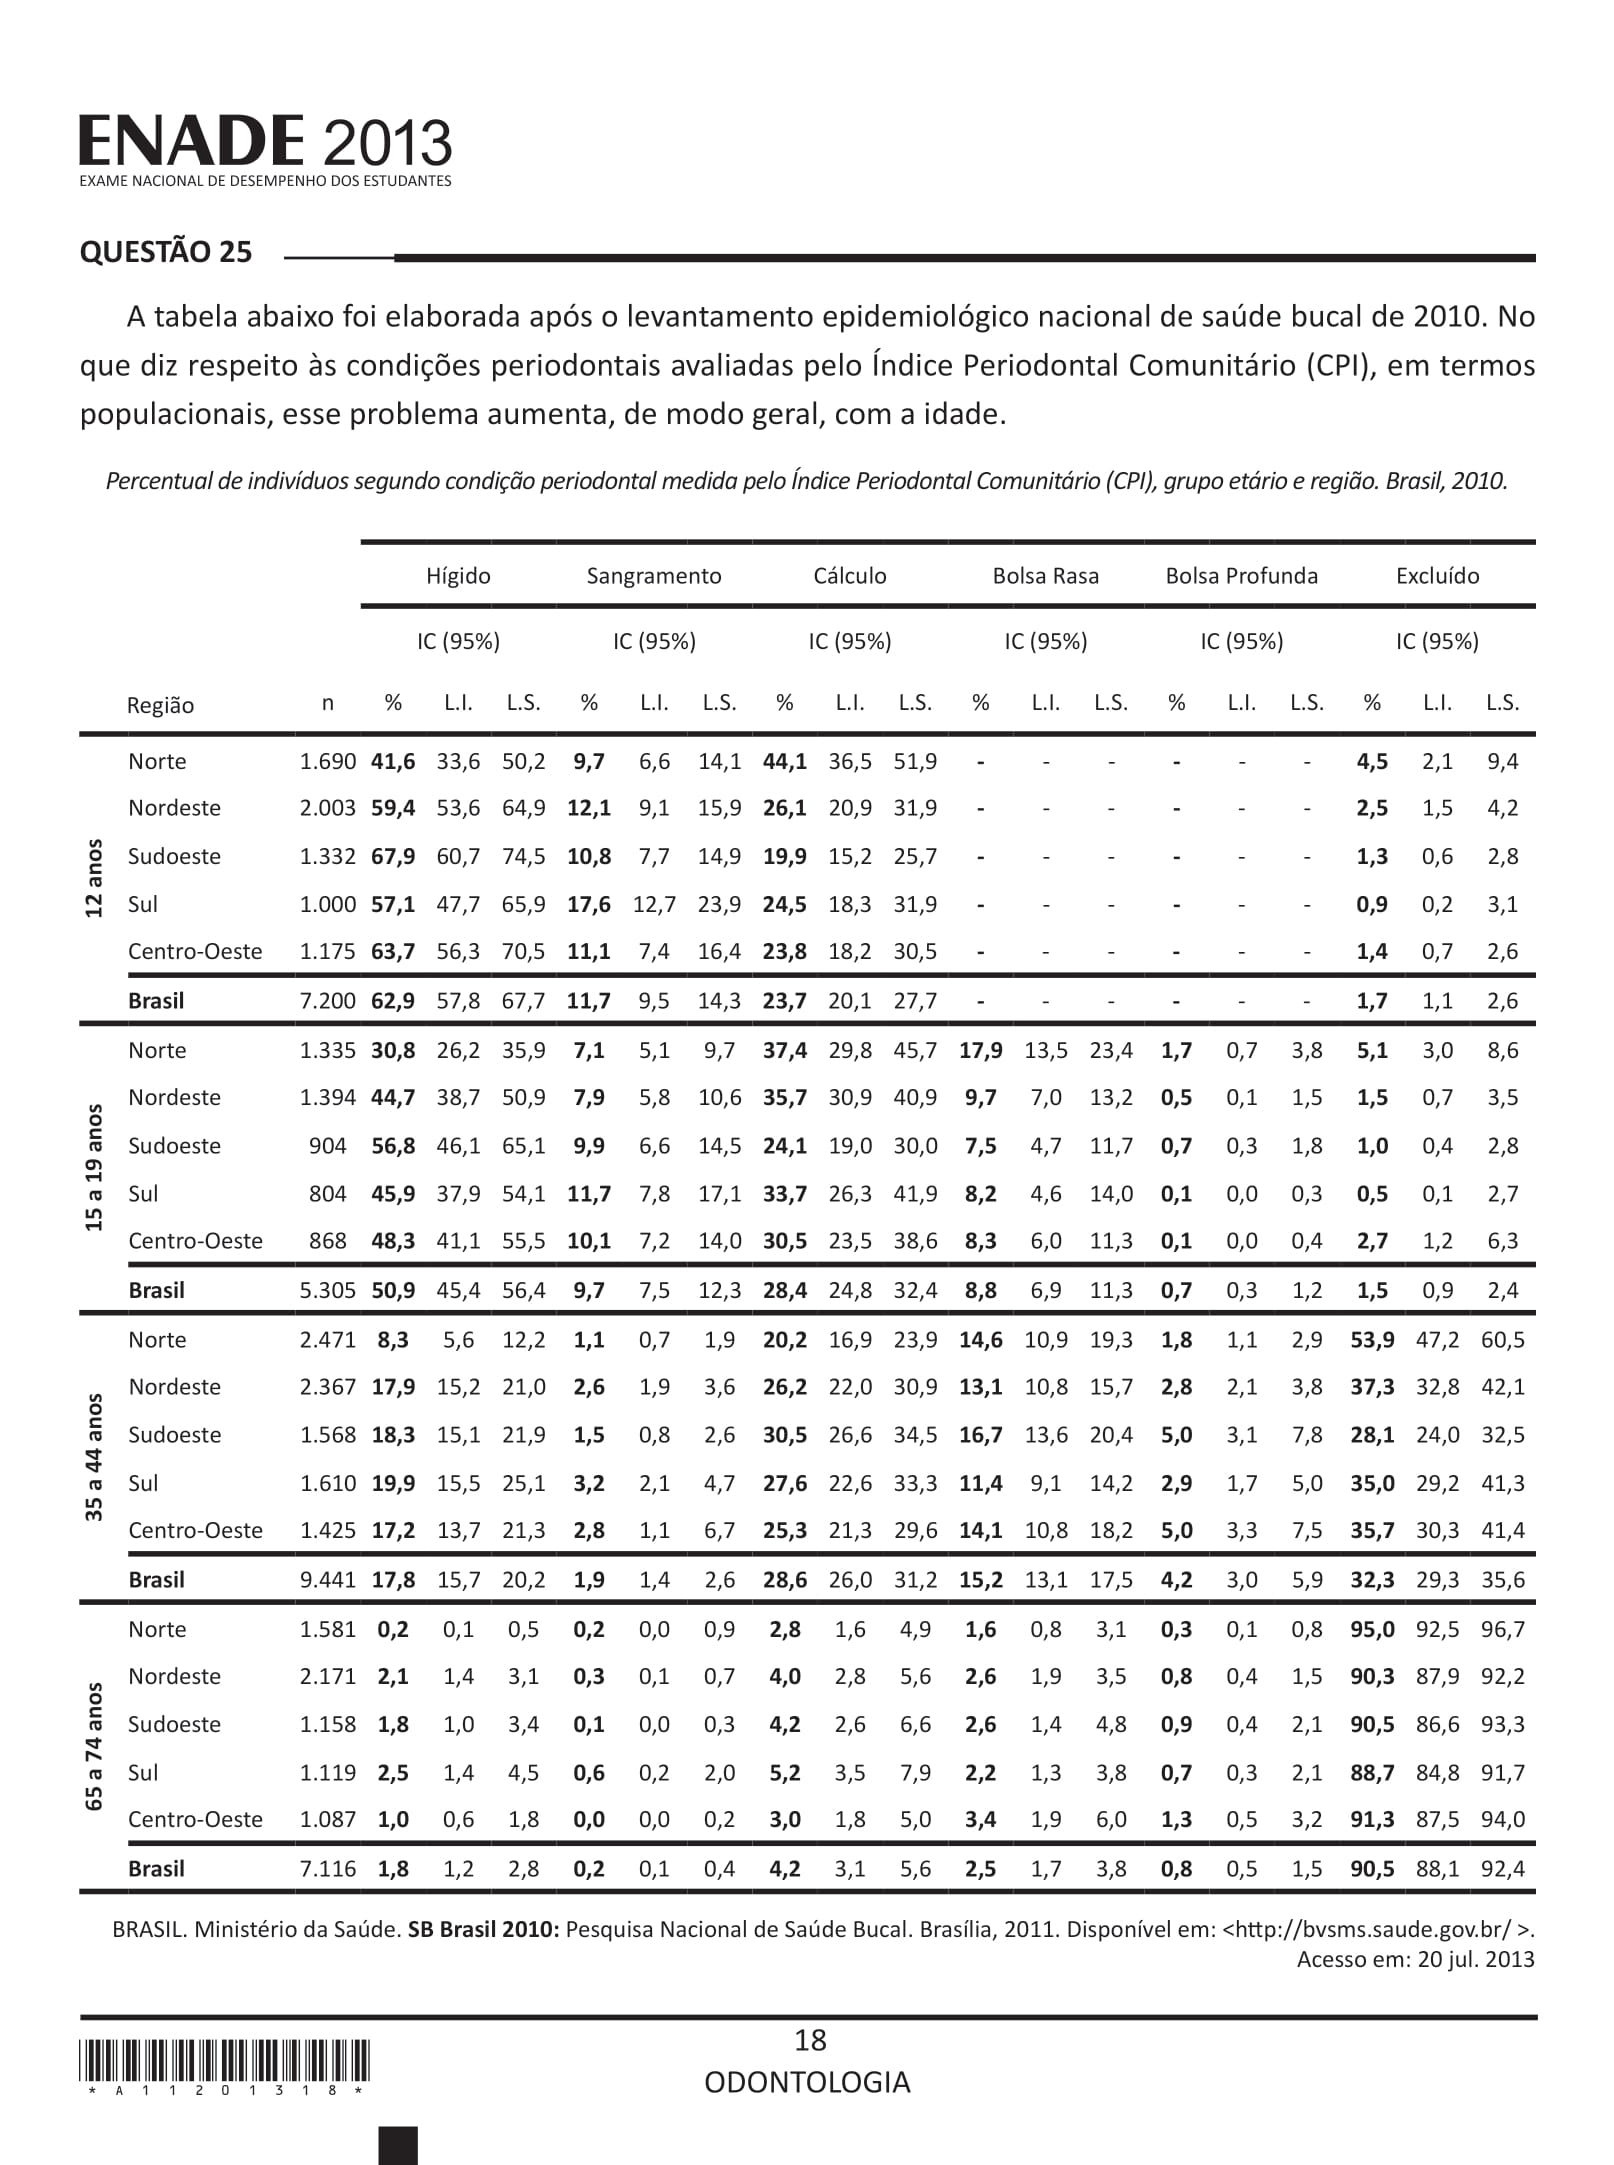 ENADE 2013
EXAME NACIONAL DE DESEMPENHO DOS ESTUDANTES
QUESTÃO 25
A tabela abaixo foi elaborada após o levantamento epidemiológico nacional de saúde bucal de 2010. No
que diz respeito às condições periodontais avaliadas pelo Índice Periodontal Comunitário (CPI), em termos
populacionais, esse problema aumenta, de modo geral, com a idade.
Percentual de indivíduos segundo condição periodontal medida pelo Índice Periodontal Comunitário (CPI), grupo etário e região. Brasil, 2010.
Hígido Sangramento Cálculo Bolsa Rasa Bolsa Profunda Excluído
IC (95%) IC (95%) IC (95%) IC (95%) IC (95%) IC (95%)
Região n % L.I. L.S. % L.I. L.S. % L.I. L.S. % L.I. L.S. % L.I. L.S. % L.I. L.S.
12 anos
Norte 1.690 41,6 33,6 50,2 9,7 6,6 14,1 44,1 36,5 51,9 - - - - - - 4,5 2,1 9,4
Nordeste 2.003 59,4 53,6 64,9 12,1 9,1 15,9 26,1 20,9 31,9 - - - - - - 2,5 1,5 4,2
Sudoeste 1.332 67,9 60,7 74,5 10,8 7,7 14,9 19,9 15,2 25,7 - - - - - - 1,3 0,6 2,8
Sul 1.000 57,1 47,7 65,9 17,6 12,7 23,9 24,5 18,3 31,9 - - - - - - 0,9 0,2 3,1
Centro-Oeste 1.175 63,7 56,3 70,5 11,1 7,4 16,4 23,8 18,2 30,5 - - - - - - 1,4 0,7 2,6
Brasil 7.200 62,9 57,8 67,7 11,7 9,5 14,3 23,7 20,1 27,7 - - - - - - 1,7 1,1 2,6
15 a 19 anos
Norte 1.335 30,8 26,2 35,9 7,1 5,1 9,7 37,4 29,8 45,7 17,9 13,5 23,4 1,7 0,7 3,8 5,1 3,0 8,6
Nordeste 1.394 44,7 38,7 50,9 7,9 5,8 10,6 35,7 30,9 40,9 9,7 7,0 13,2 0,5 0,1 1,5 1,5 0,7 3,5
Sudoeste 904 56,8 46,1 65,1 9,9 6,6 14,5 24,1 19,0 30,0 7,5 4,7 11,7 0,7 0,3 1,8 1,0 0,4 2,8
Sul 804 45,9 37,9 54,1 11,7 7,8 17,1 33,7 26,3 41,9 8,2 4,6 14,0 0,1 0,0 0,3 0,5 0,1 2,7
Centro-Oeste 868 48,3 41,1 55,5 10,1 7,2 14,0 30,5 23,5 38,6 8,3 6,0 11,3 0,1 0,0 0,4 2,7 1,2 6,3
Brasil 5.305 50,9 45,4 56,4 9,7 7,5 12,3 28,4 24,8 32,4 8,8 6,9 11,3 0,7 0,3 1,2 1,5 0,9 2,4
35 a 44 anos
Norte 2.471 8,3 5,6 12,2 1,1 0,7 1,9 20,2 16,9 23,9 14,6 10,9 19,3 1,8 1,1 2,9 53,9 47,2 60,5
Nordeste 2.367 17,9 15,2 21,0 2,6 1,9 3,6 26,2 22,0 30,9 13,1 10,8 15,7 2,8 2,1 3,8 37,3 32,8 42,1
Sudoeste 1.568 18,3 15,1 21,9 1,5 0,8 2,6 30,5 26,6 34,5 16,7 13,6 20,4 5,0 3,1 7,8 28,1 24,0 32,5
Sul 1.610 19,9 15,5 25,1 3,2 2,1 4,7 27,6 22,6 33,3 11,4 9,1 14,2 2,9 1,7 5,0 35,0 29,2 41,3
Centro-Oeste 1.425 17,2 13,7 21,3 2,8 1,1 6,7 25,3 21,3 29,6 14,1 10,8 18,2 5,0 3,3 7,5 35,7 30,3 41,4
Brasil 9.441 17,8 15,7 20,2 1,9 1,4 2,6 28,6 26,0 31,2 15,2 13,1 17,5 4,2 3,0 5,9 32,3 29,3 35,6
65 a 74 anos
Norte 1.581 0,2 0,1 0,5 0,2 0,0 0,9 2,8 1,6 4,9 1,6 0,8 3,1 0,3 0,1 0,8 95,0 92,5 96,7
Nordeste 2.171 2,1 1,4 3,1 0,3 0,1 0,7 4,0 2,8 5,6 2,6 1,9 3,5 0,8 0,4 1,5 90,3 87,9 92,2
Sudoeste 1.158 1,8 1,0 3,4 0,1 0,0 0,3 4,2 2,6 6,6 2,6 1,4 4,8 0,9 0,4 2,1 90,5 86,6 93,3
Sul 1.119 2,5 1,4 4,5 0,6 0,2 2,0 5,2 3,5 7,9 2,2 1,3 3,8 0,7 0,3 2,1 88,7 84,8 91,7
Centro-Oeste 1.087 1,0 0,6 1,8 0,0 0,0 0,2 3,0 1,8 5,0 3,4 1,9 6,0 1,3 0,5 3,2 91,3 87,5 94,0
Brasil 7.116 1,8 1,2 2,8 0,2 0,1 0,4 4,2 3,1 5,6 2,5 1,7 3,8 0,8 0,5 1,5 90,5 88,1 92,4
BRASIL. Ministério da Saúde. SB Brasil 2010: Pesquisa Nacional de Saúde Bucal. Brasília, 2011. Disponível em: <http://bvsms.saude.gov.br/ >.
Acesso em: 20 jul. 2013
18
ODONTOLOGIA
* A 1 1 2 0 1 3 1 8 *